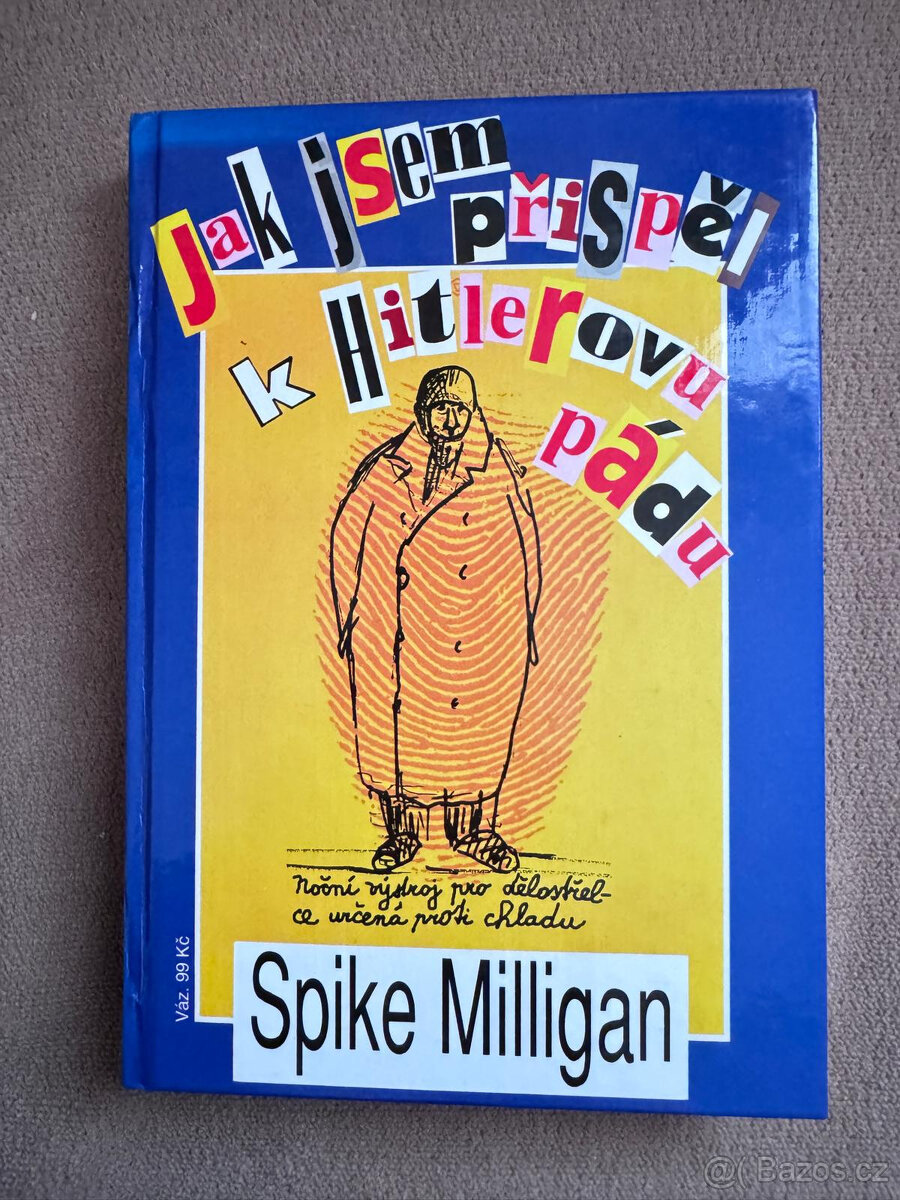 Jak jsem
přispěl
k Hitlerovu
pádu
Noční výstroj pro dělostřel-
ce určená proti chladu
Váz. 99 Kč
Spike Milligan
@( Bazos.cz